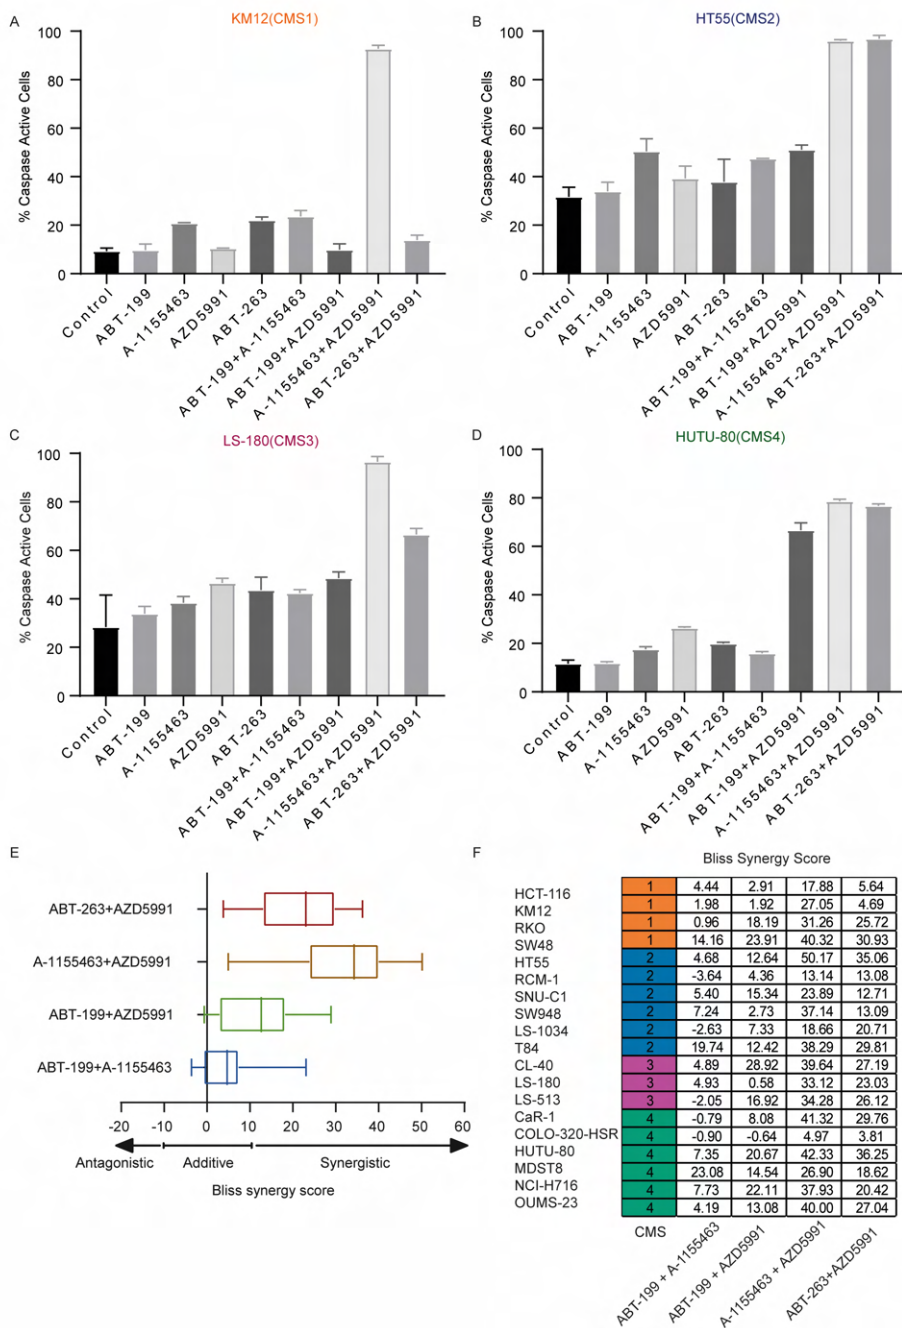 A
KM12(CMS1)
% Caspase Active Cells
100
80
60
40
20
0
Control
ABT-199
A-1155463
AZD5991
ABT-263
ABT-199+A-1155463
ABT-199+AZD5991
A-1155463+AZD5991
ABT-263+AZD5991
B
HT55(CMS2)
% Caspase Active Cells
100
80
60
40
20
0
Control
ABT-199
A-1155463
AZD5991
ABT-263
ABT-199+A-1155463
ABT-199+AZD5991
A-1155463+AZD5991
ABT-263+AZD5991
C
LS-180(CMS3)
% Caspase Active Cells
100
80
60
40
20
0
Control
ABT-199
A-1155463
AZD5991
ABT-263
ABT-199+A-1155463
ABT-199+AZD5991
A-1155463+AZD5991
ABT-263+AZD5991
D
HUTU-80(CMS4)
% Caspase Active Cells
100
80
60
40
20
0
Control
ABT-199
A-1155463
AZD5991
ABT-263
ABT-199+A-1155463
ABT-199+AZD5991
A-1155463+AZD5991
ABT-263+AZD5991
E
ABT-263+AZD5991
A-1155463+AZD5991
ABT-199+AZD5991
ABT-199+A-1155463
-20 -10 0 10 20 30 40 50 60
Antagonistic Additive Synergistic
Bliss synergy score
F
Bliss Synergy Score
HCT-116 1 4.44 2.91 17.88 5.64
KM12 1 1.98 1.92 27.05 4.69
RKO 1 0.96 18.19 31.26 25.72
SW48 1 14.16 23.91 40.32 30.93
HT55 2 4.68 12.64 50.17 35.06
RCM-1 2 -3.64 4.36 13.14 13.08
SNU-C1 2 5.40 15.34 23.89 12.71
SW948 2 7.24 2.73 37.14 13.09
LS-1034 2 -2.63 7.33 18.66 20.71
T84 2 19.74 12.42 38.29 29.81
CL-40 3 4.89 28.92 39.64 27.19
LS-180 3 4.93 0.58 33.12 23.03
LS-513 3 -2.05 16.92 34.28 26.12
CaR-1 4 -0.79 8.08 41.32 29.76
COLO-320-HSR 4 -0.90 -0.64 4.97 3.81
HUTU-80 4 7.35 20.67 42.33 36.25
MDST8 4 23.08 14.54 26.90 18.62
NCI-H716 4 7.73 22.11 37.93 20.42
OUMS-23 4 4.19 13.08 40.00 27.04
CMS
ABT-199 + A-1155463
ABT-199 + AZD5991
A-1155463 + AZD5991
ABT-263+AZD5991